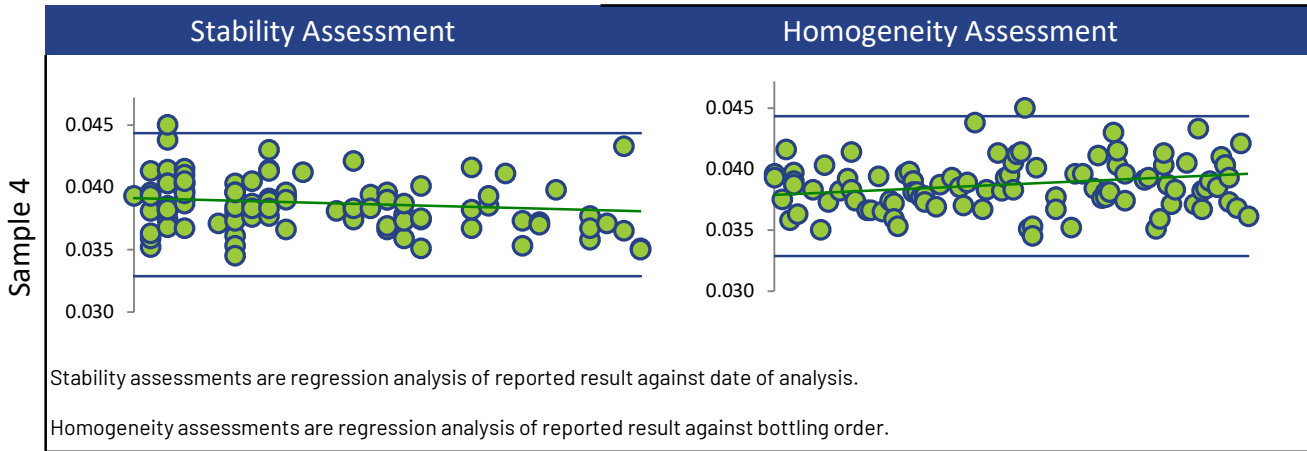 Stability Assessment
Homogeneity Assessment
Sample 4
0.045
0.040
0.035
0.030
0.045
0.040
0.035
0.030
Stability assessments are regression analysis of reported result against date of analysis.
Homogeneity assessments are regression analysis of reported result against bottling order.